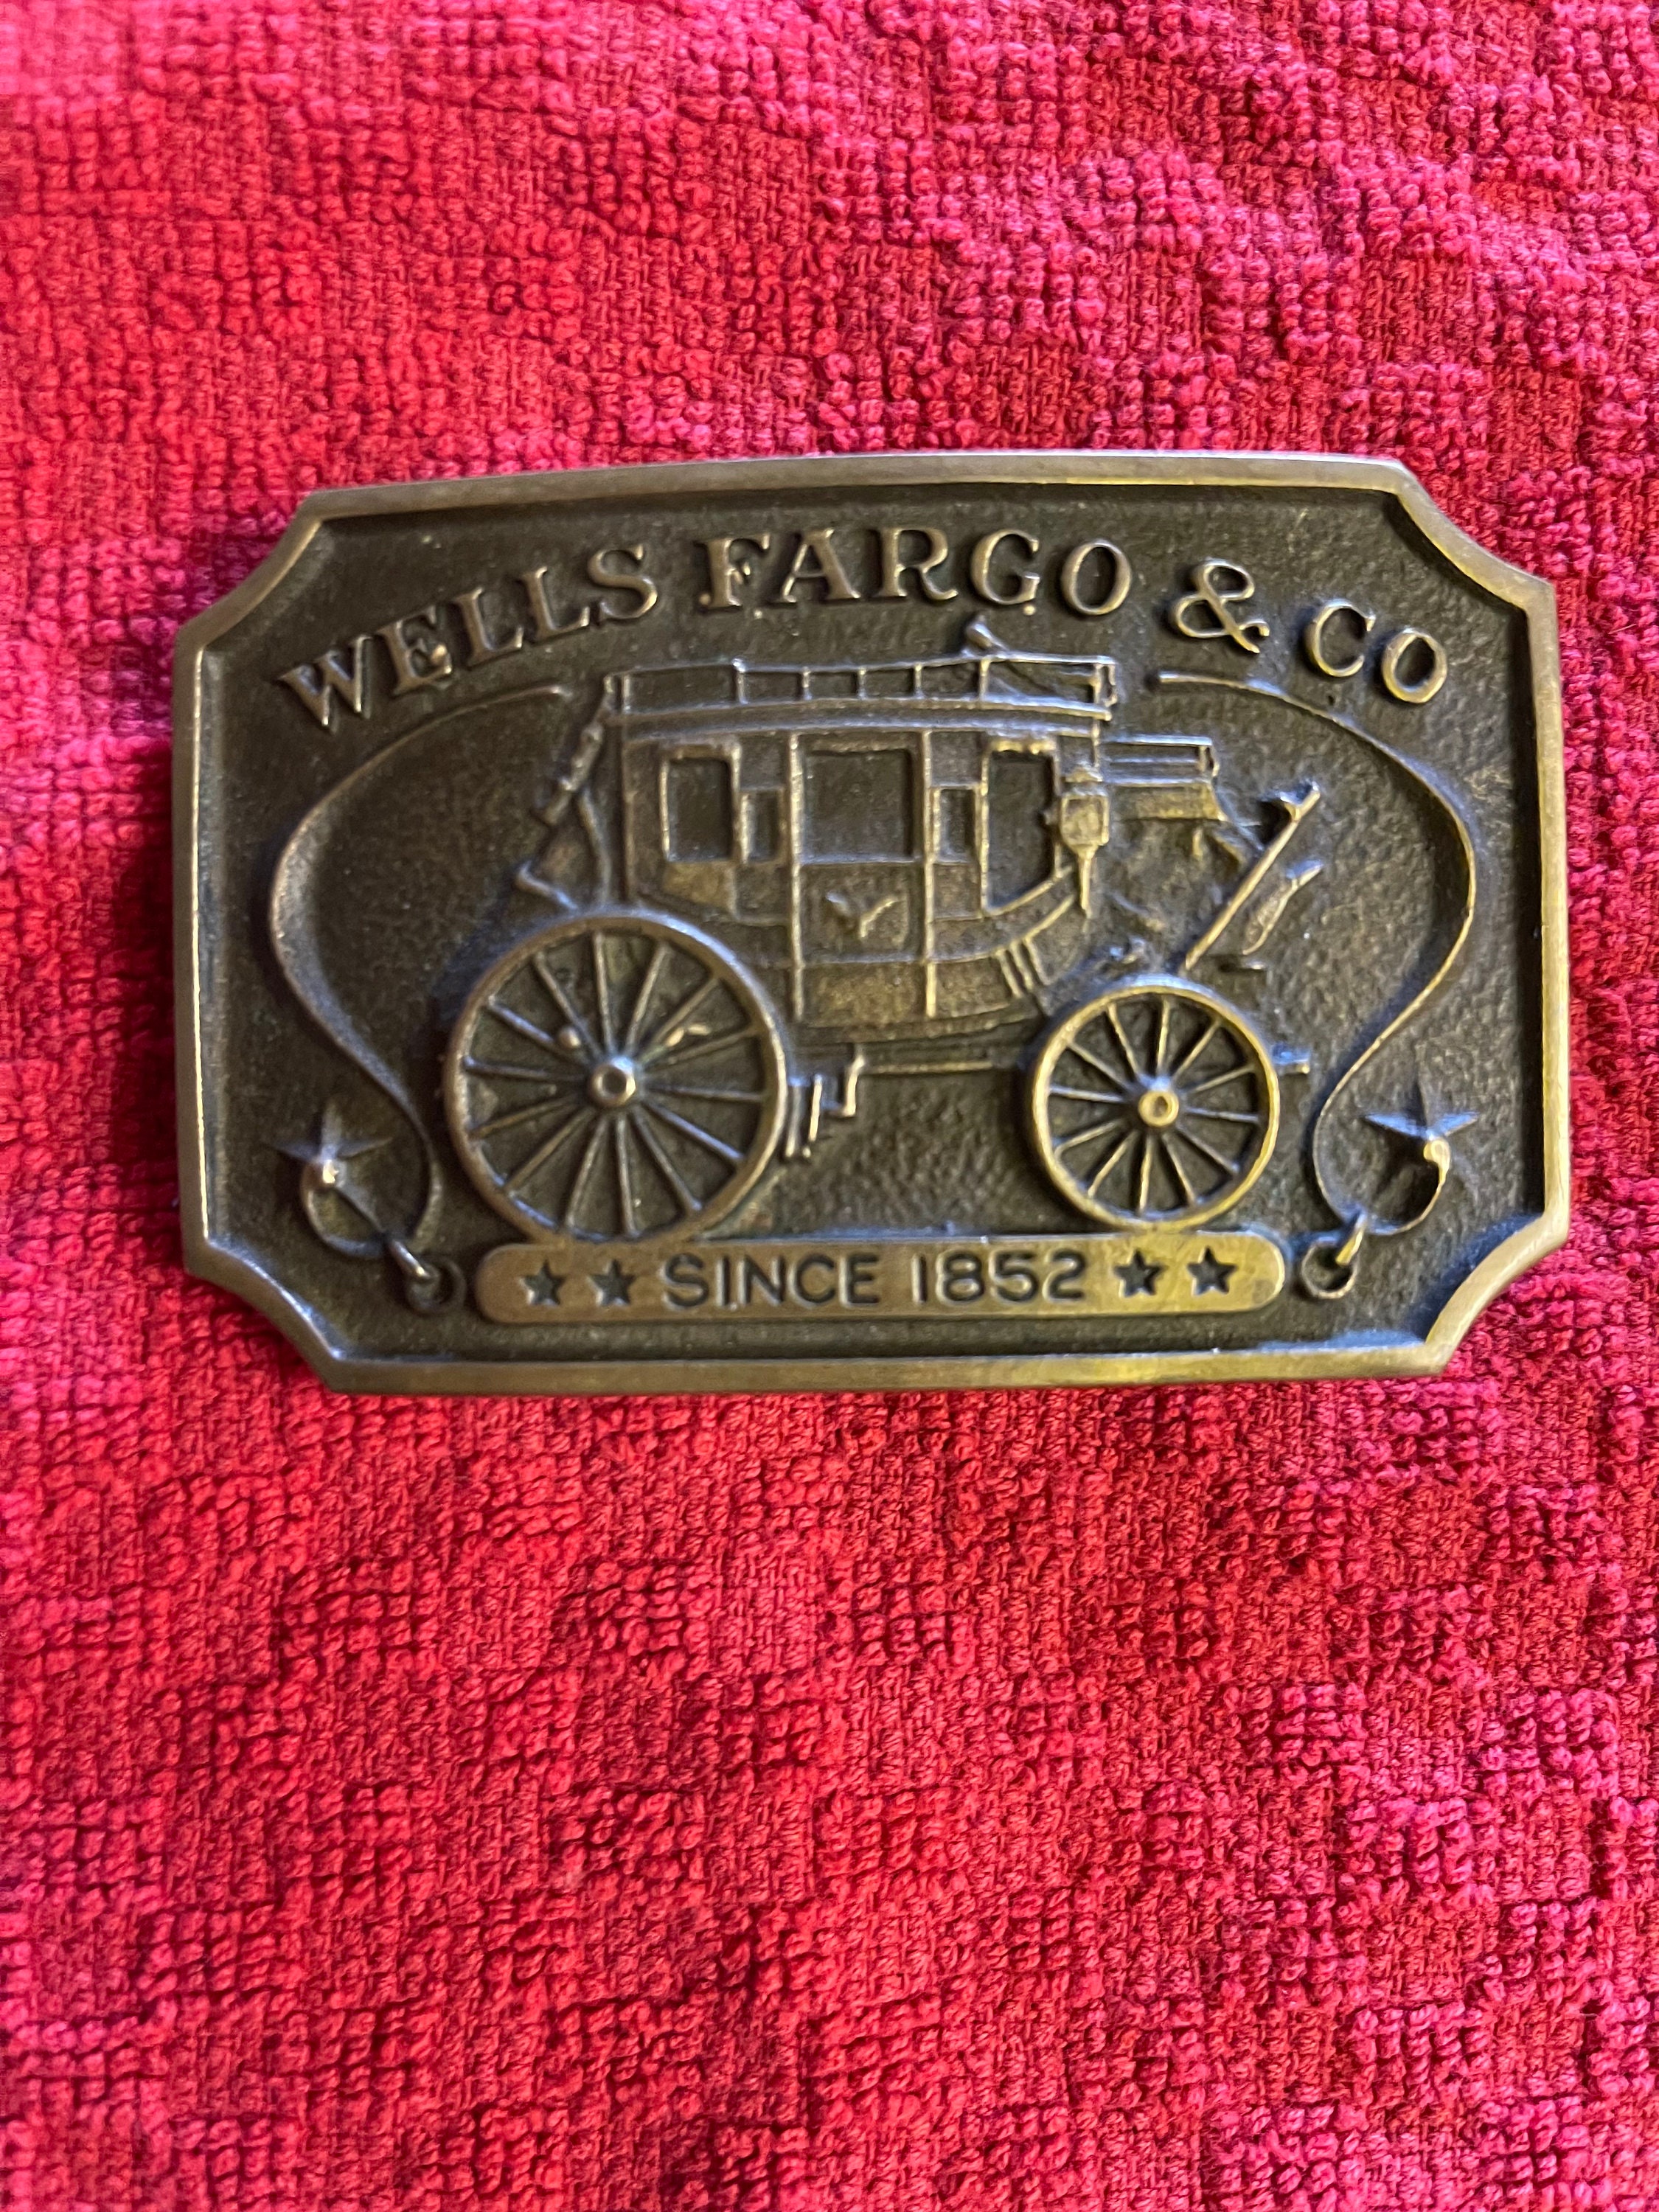 WELLS FARGO & CO
★ ★ SINCE 1852 ★ ★